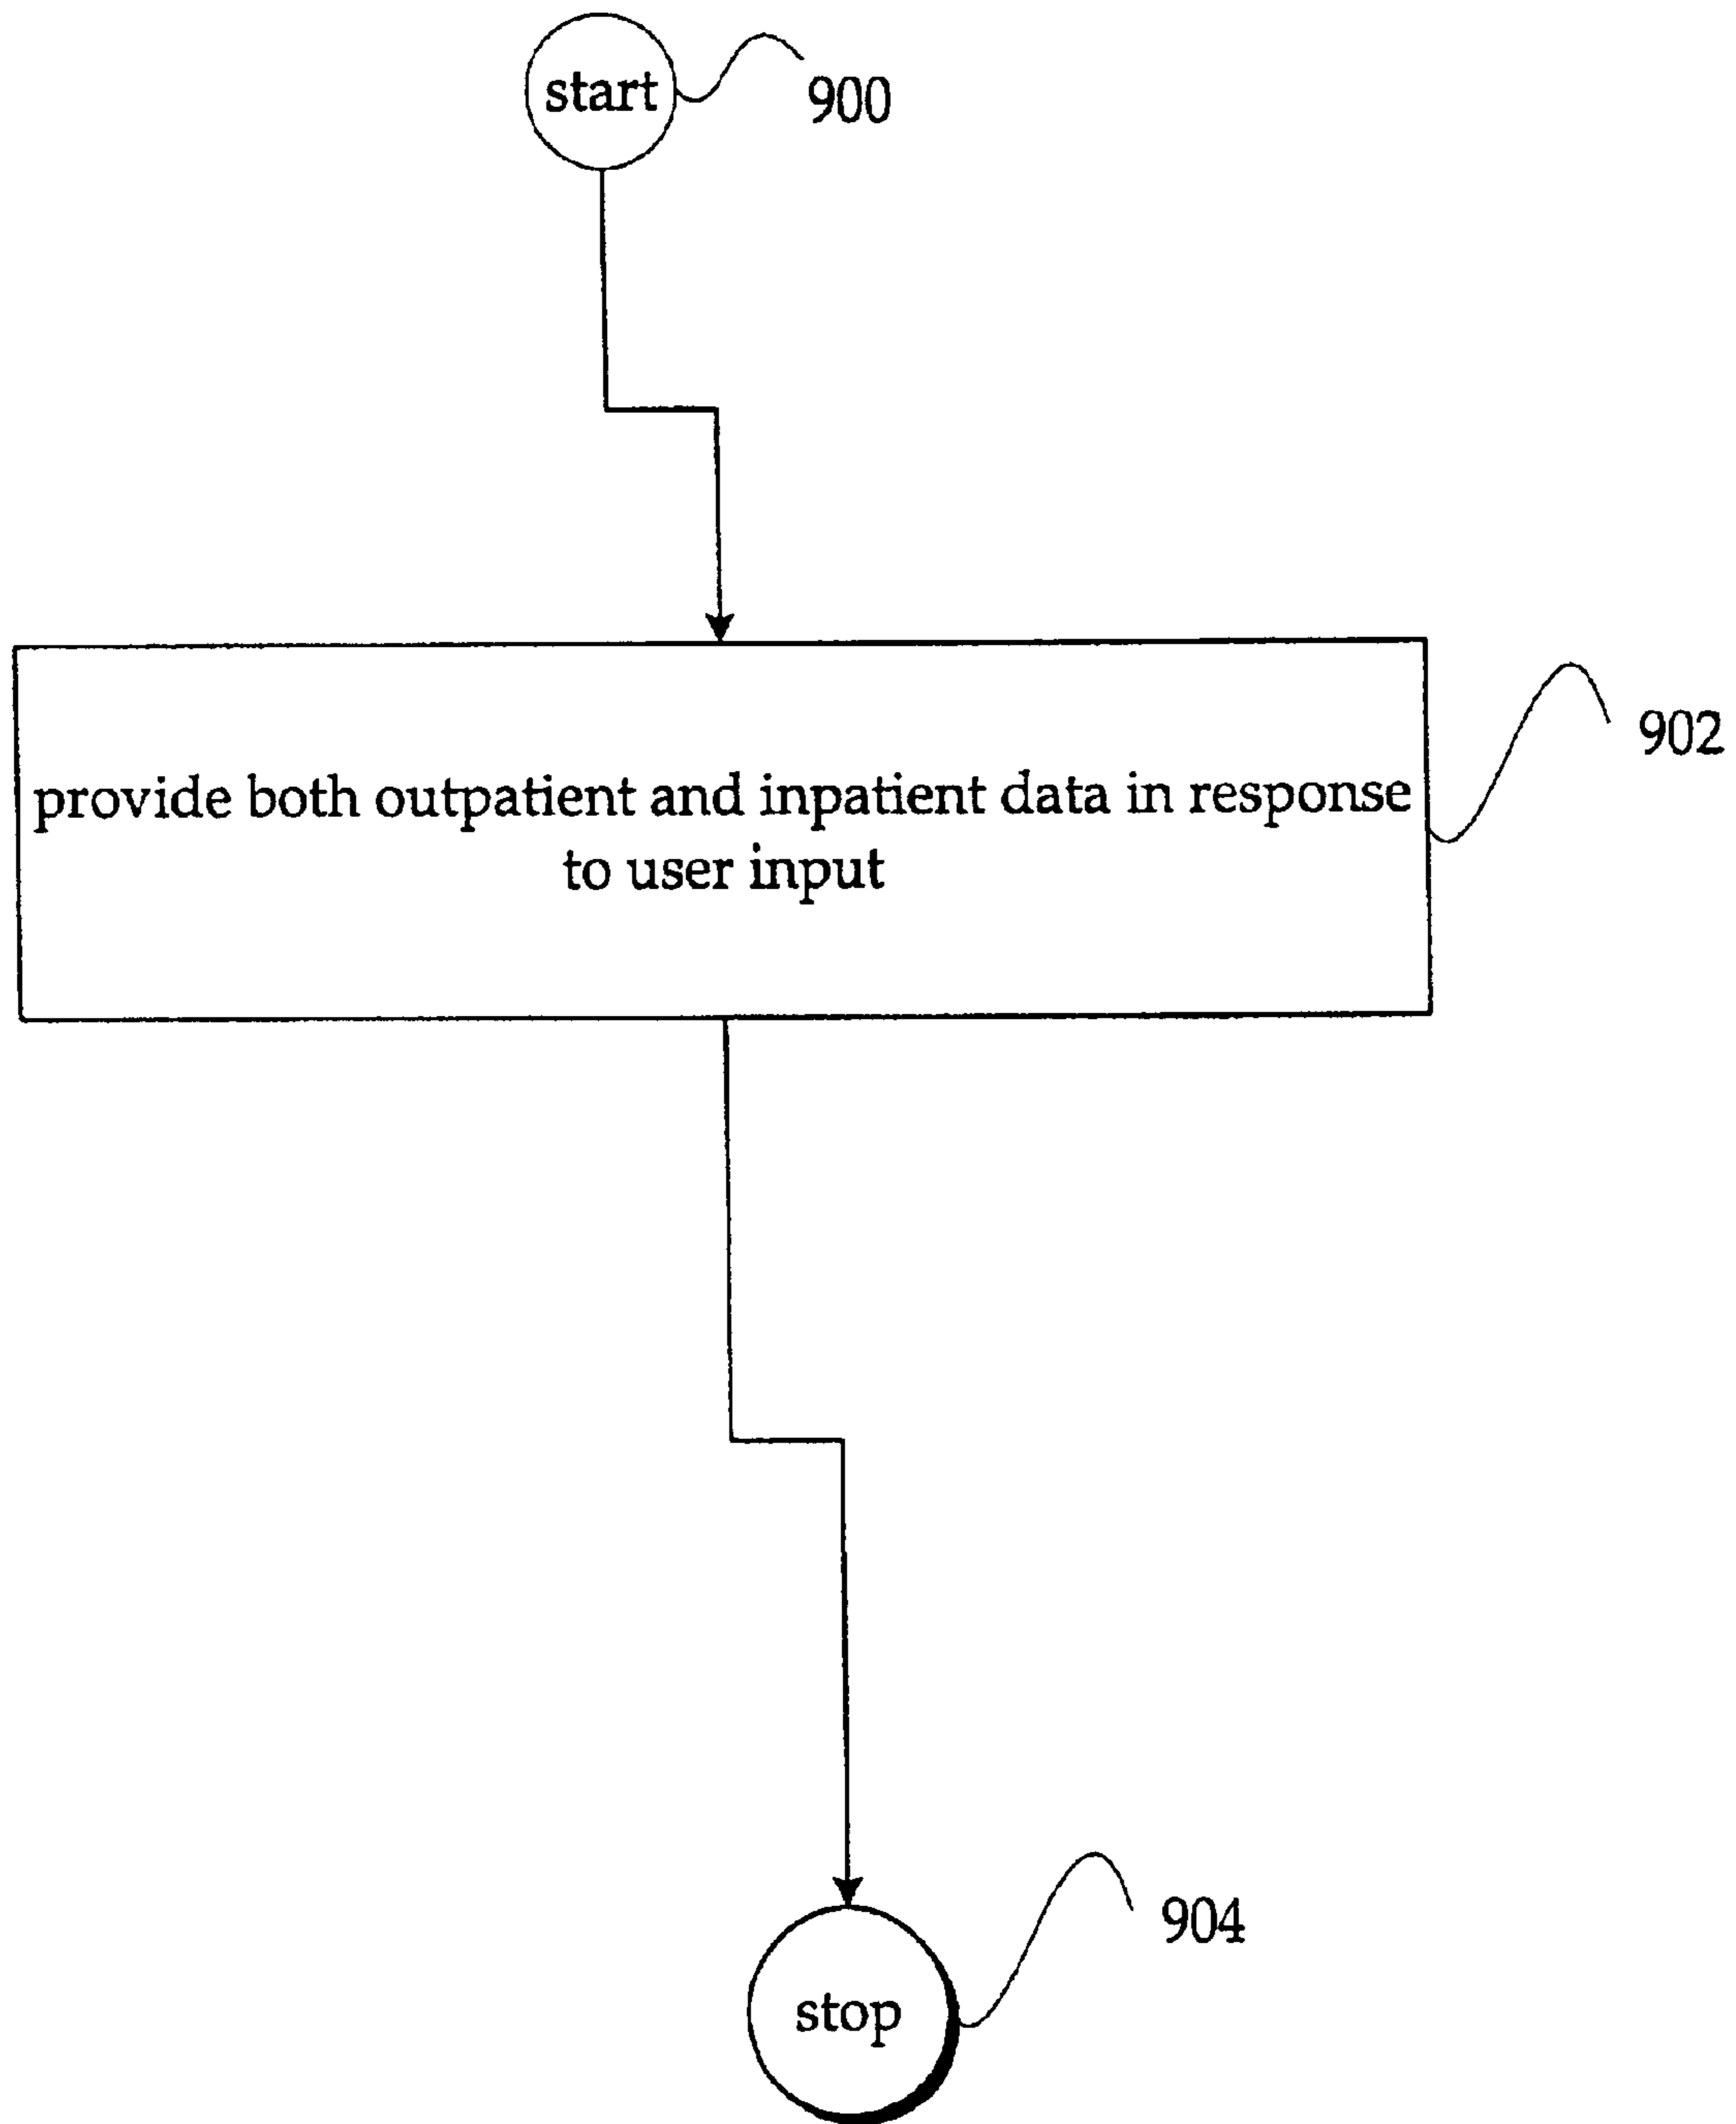 start
900
902
provide both outpatient and inpatient data in response
to user input
904
stop